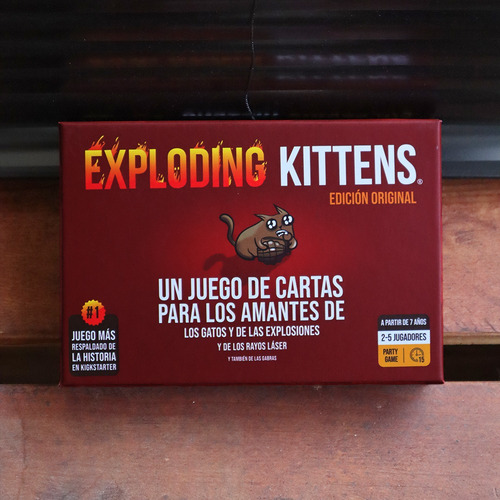 EXPLODING KITTENS®
EDICIÓN ORIGINAL
UN JUEGO DE CARTAS
PARA LOS AMANTES DE
LOS GATOS Y DE LAS EXPLOSIONES
Y DE LOS RAYOS LÁSER
Y TAMBIÉN DE LAS CABRAS
#1
JUEGO MÁS
RESPALDADO DE
LA HISTORIA
EN KICKSTARTER
A PARTIR DE 7 AÑOS
2-5 JUGADORES
PARTY
GAME
15